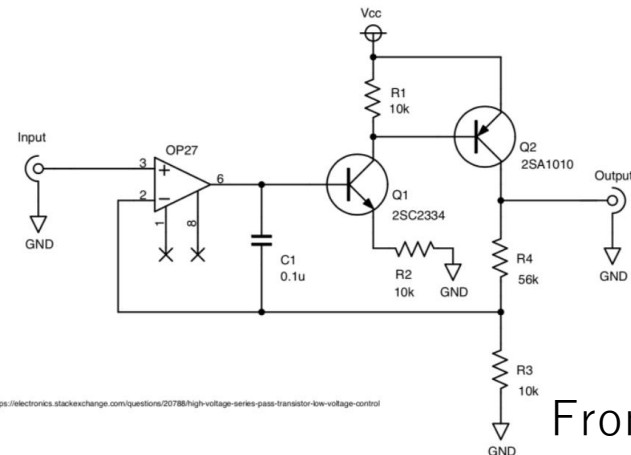 Vcc
R1
10k
Input
OP27
3
+
2
−
6
1
8
Q1
2SC2334
Q2
2SA1010
Output
GND
C1
0.1u
R2
10k
GND
R4
56k
GND
R3
10k
GND
ps://electronics.stackexchange.com/questions/20788/high-voltage-series-pass-transistor-low-voltage-control
Fron